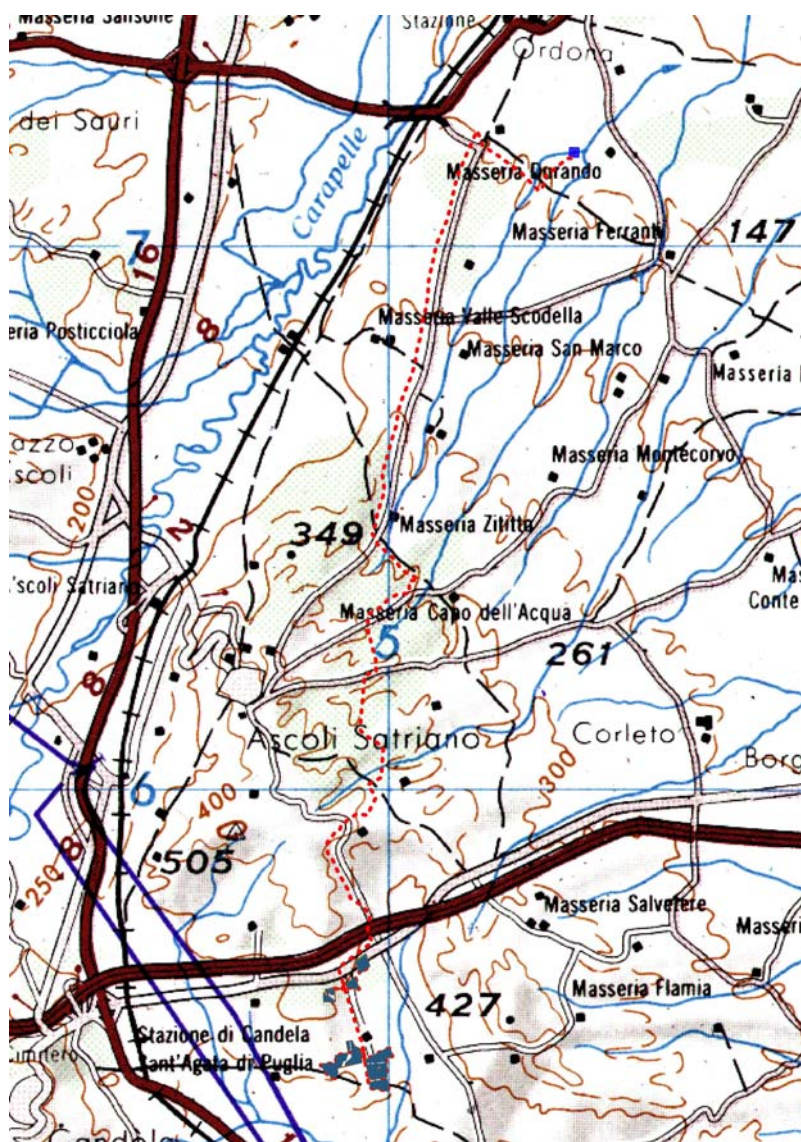 Masseria Sansone
Stazione
Ordona
dei Sauri
Carapelle
Masseria Durando
Masseria Ferranti
147
7
16
8
eria Posticciola
Masseria Valle Scodella
Masseria San Marco
Masseria
azzo
scoli
200
2
Masseria Montecorvo
349
Masseria Zilitto
'scoli Satriano
Mas
Conte
Masseria Capo dell'Acqua
5
261
8
Ascoli Satriano
Corleto
Borg
6
400
300
505
250
18
Masseria Salvetere
Masseri
427
Masseria Flamia
Stazione di Candela
Sant'Agata di Puglia
Candela